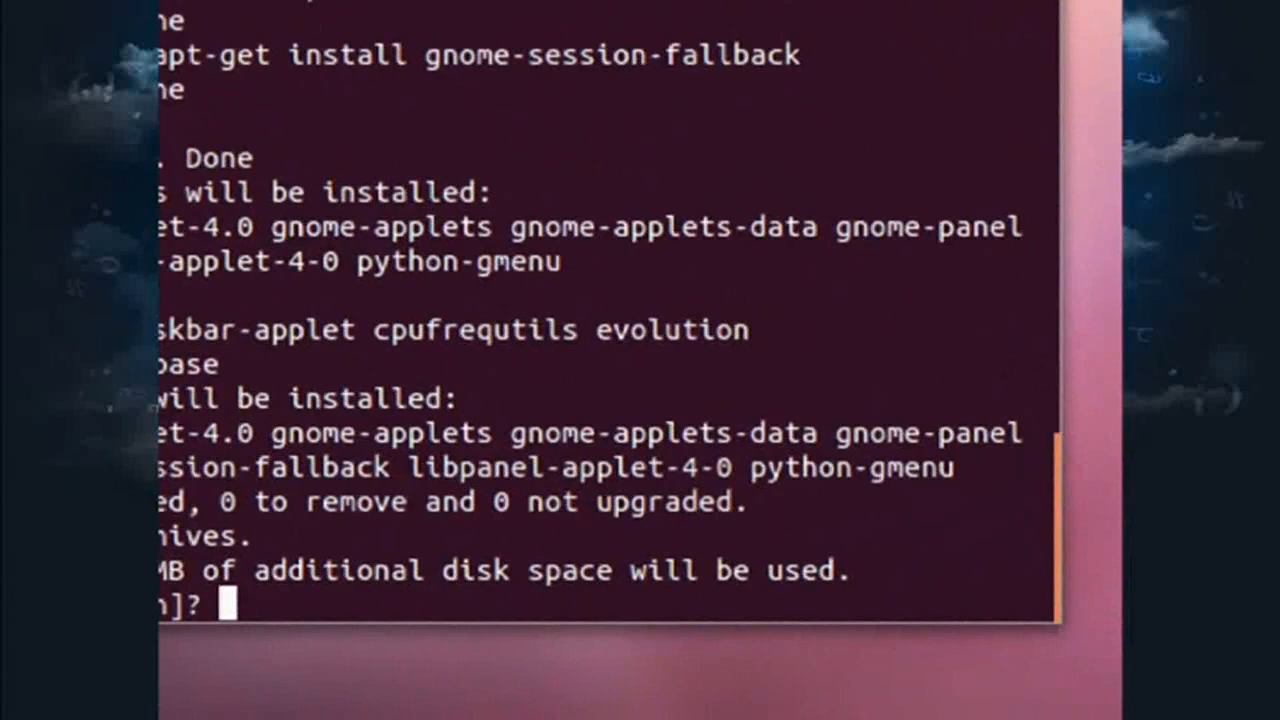 ne
apt-get install gnome-session-fallback
ne
. Done
s will be installed:
et-4.0 gnome-applets gnome-applets-data gnome-panel
-applet-4-0 python-gmenu
skbar-applet cpufrequtils evolution
base
will be installed:
et-4.0 gnome-applets gnome-applets-data gnome-panel
ssion-fallback libpanel-applet-4-0 python-gmenu
ed, 0 to remove and 0 not upgraded.
hives.
MB of additional disk space will be used.
n]?